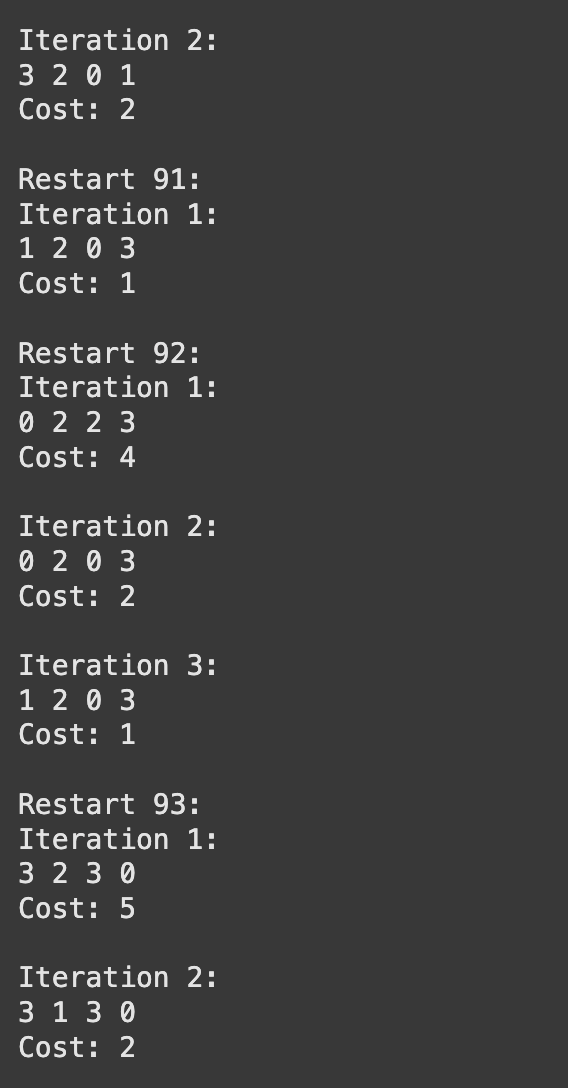 Iteration 2:
3 2 0 1
Cost: 2
Restart 91:
Iteration 1:
1 2 0 3
Cost: 1
Restart 92:
Iteration 1:
0 2 2 3
Cost: 4
Iteration 2:
0 2 0 3
Cost: 2
Iteration 3:
1 2 0 3
Cost: 1
Restart 93:
Iteration 1:
3 2 3 0
Cost: 5
Iteration 2:
3 1 3 0
Cost: 2